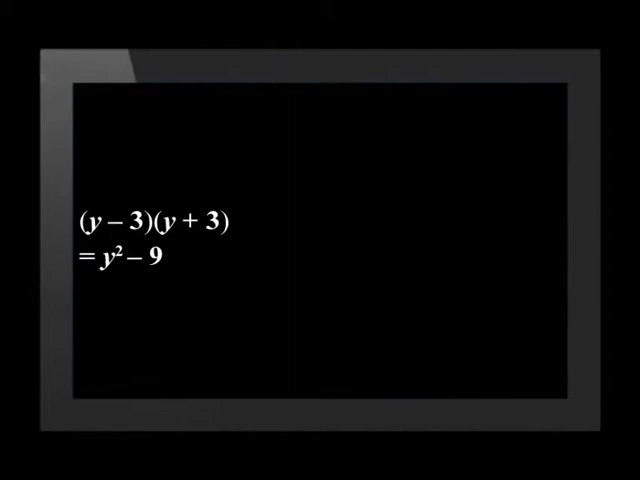 (y – 3)(y + 3)
= y² – 9